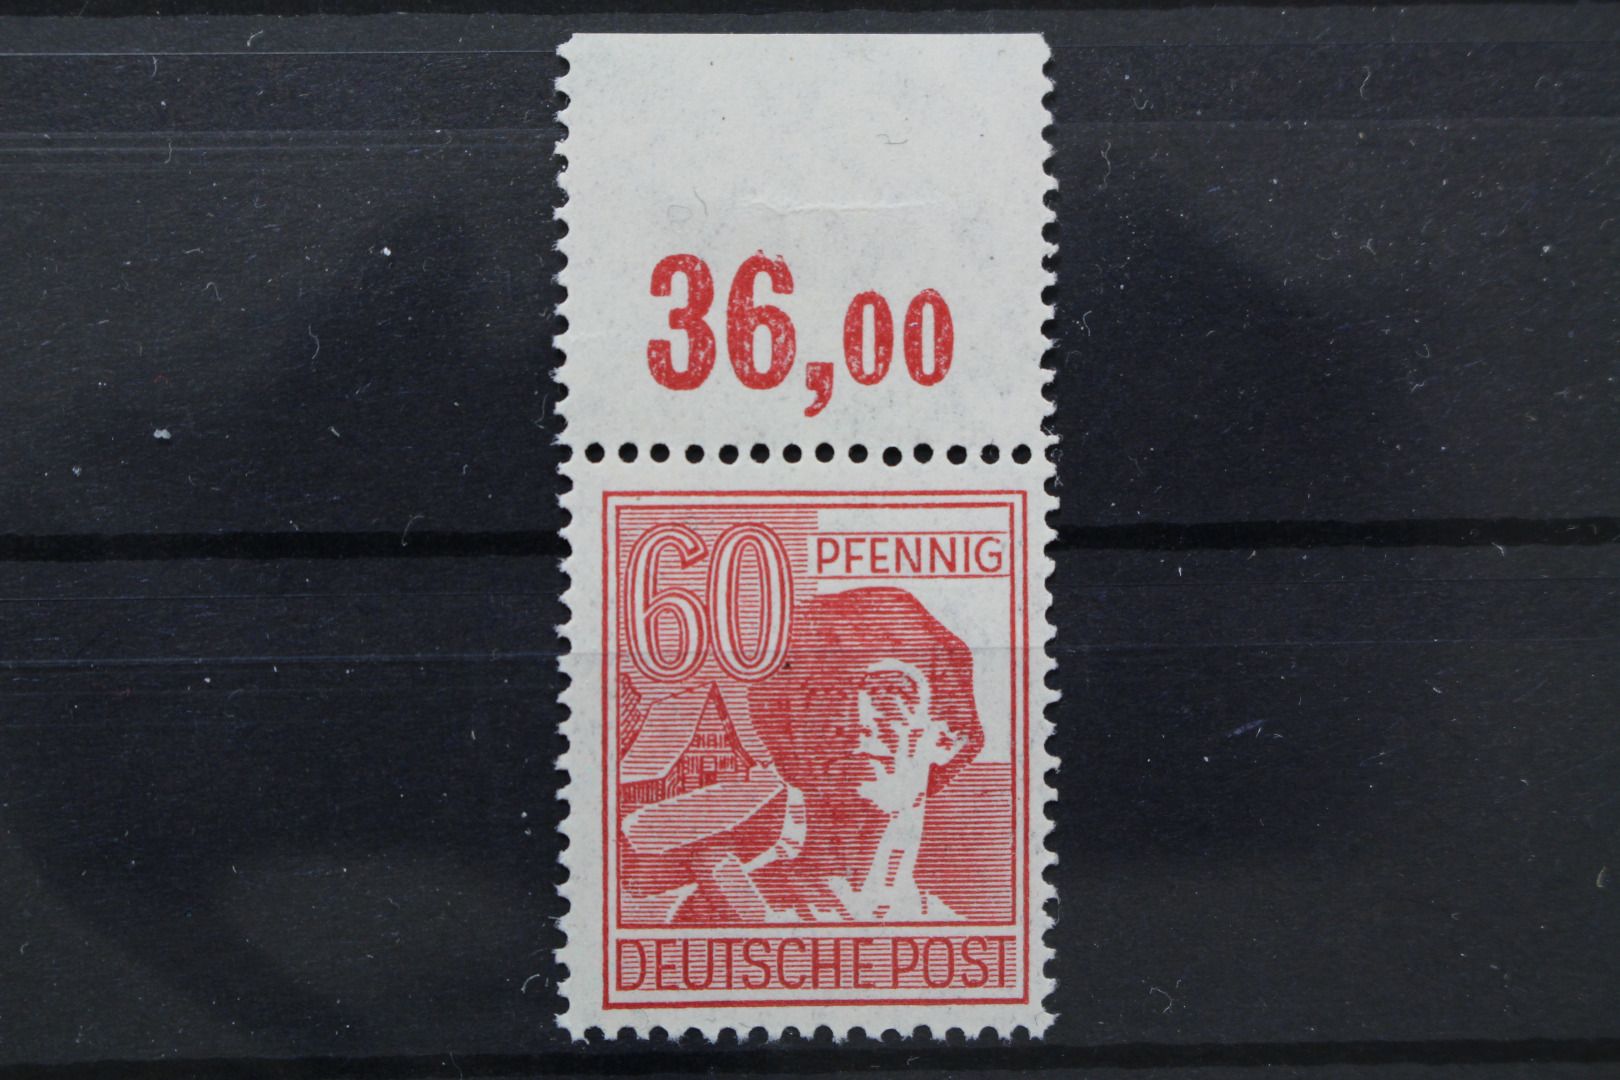 36,00
60 PFENNIG
DEUTSCHE POST